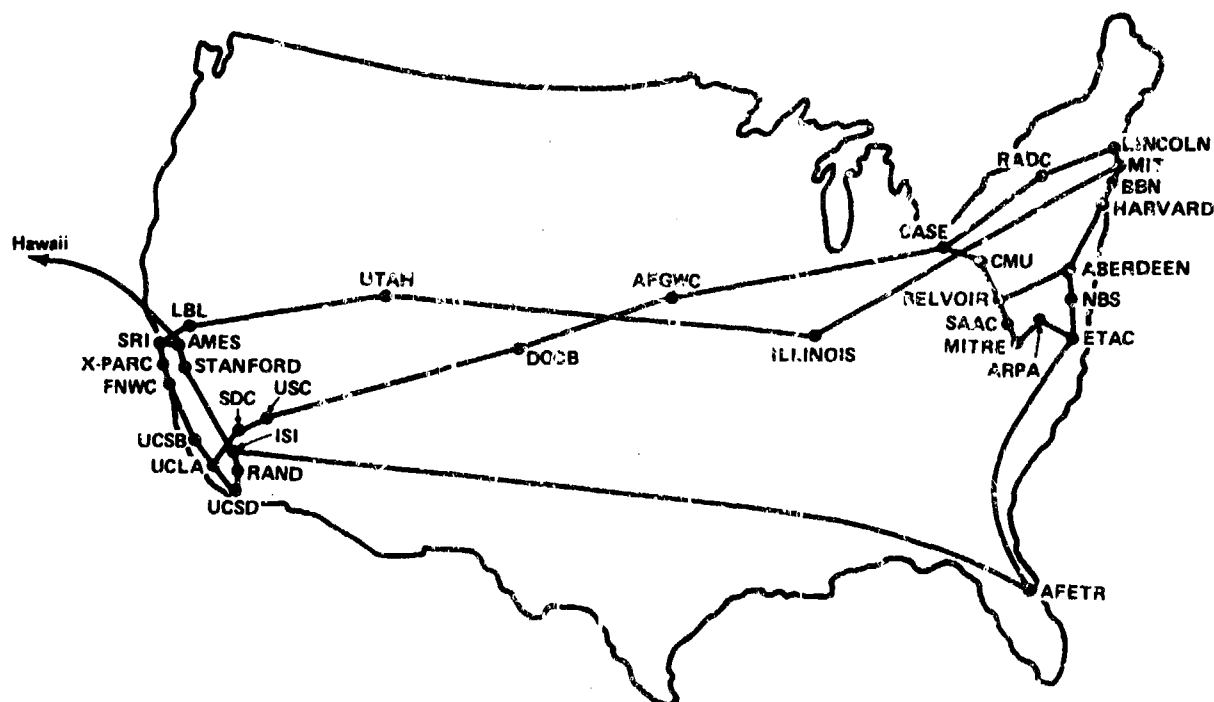 LINCOLN
RADC
MIT
BBN
HARVARD
CASE
Hawaii
CMU
ABERDEEN
UTAH
AFGWC
BELVOIR
NBS
LBL
SAAC
SRI
AMES
MITRE
ETAC
DOCB
ILLINOIS
X-PARC
STANFORD
ARPA
FNWC
USC
SDC
UCSB
ISI
UCLA
RAND
UCSD
AFETR